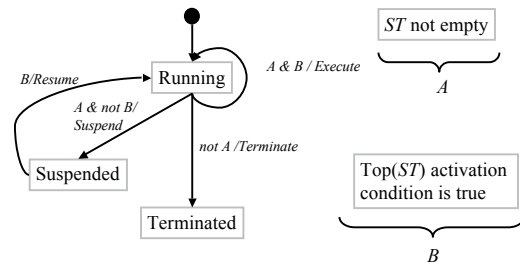 ST not empty
A
Running
A & B / Execute
B/Resume
A & not B/
Suspend
not A /Terminate
Suspended
Terminated
Top(ST) activation
condition is true
B